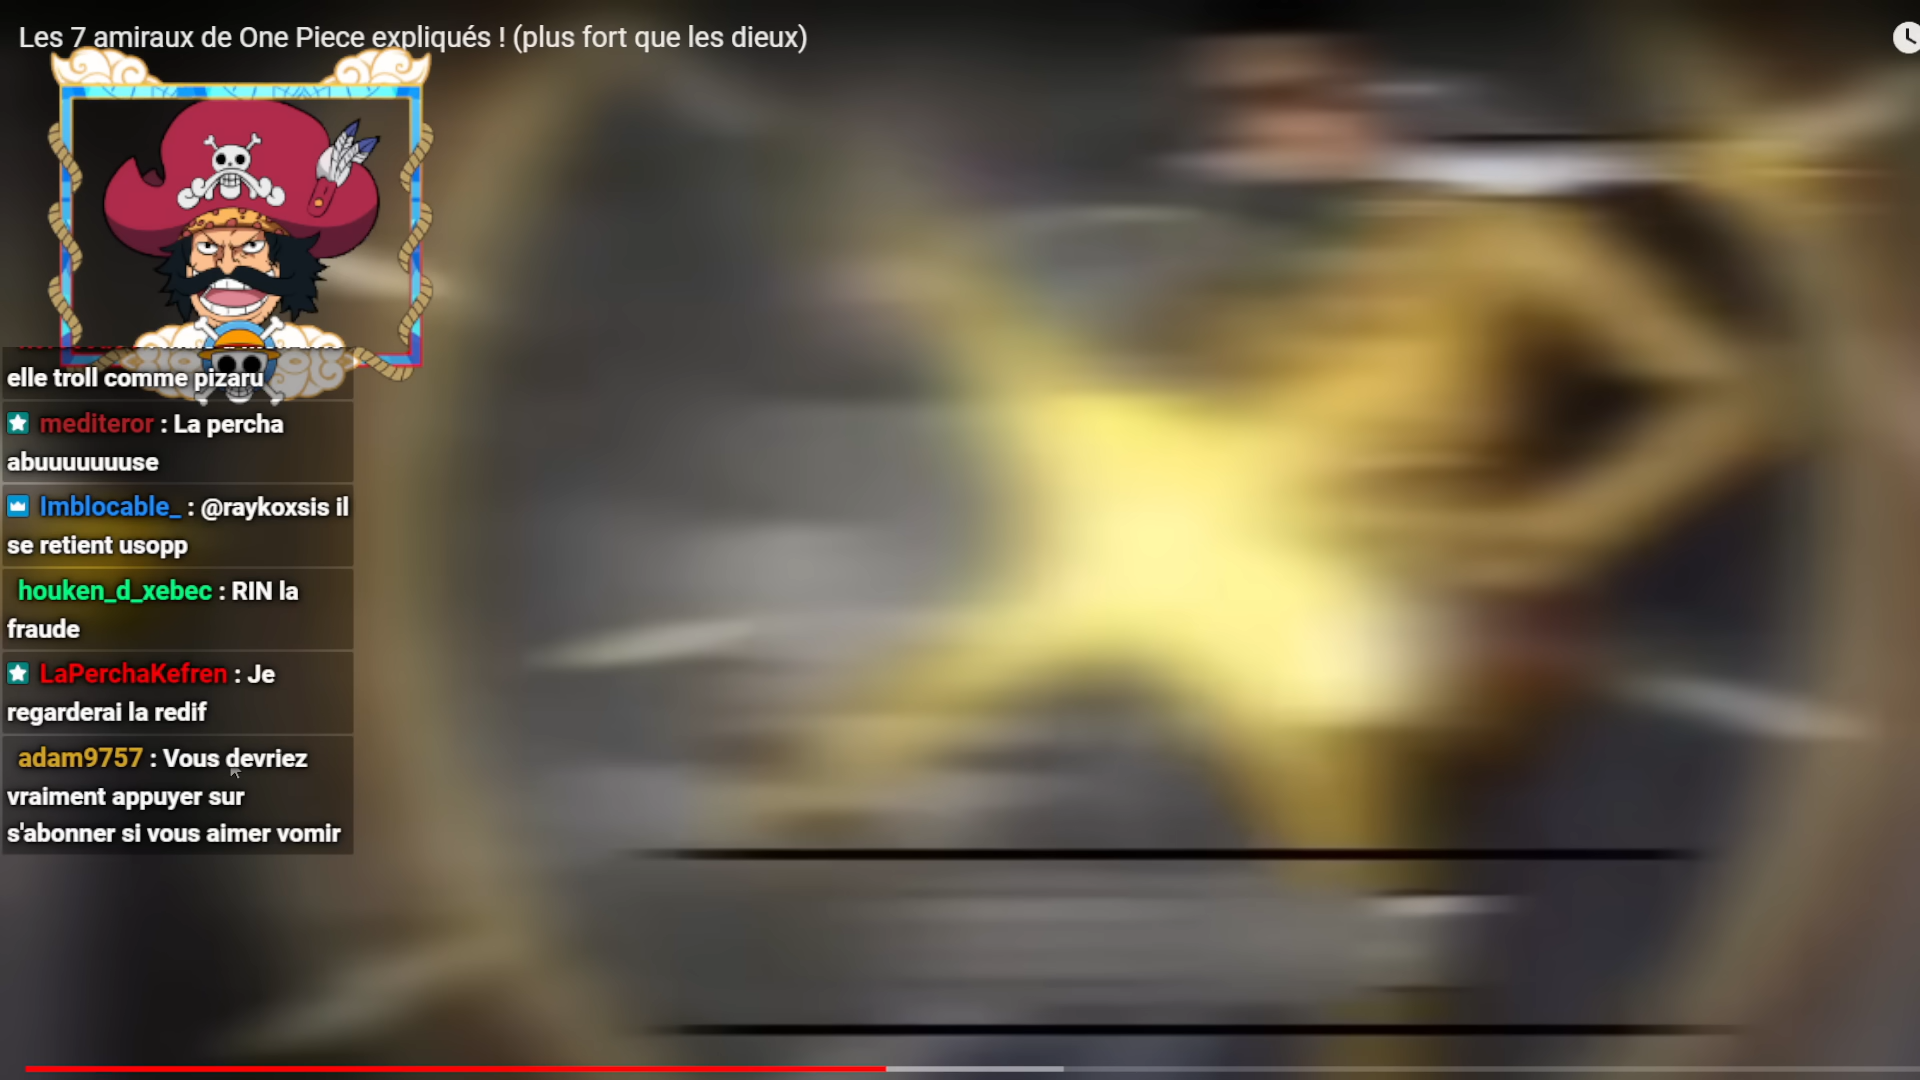 Les 7 amiraux de One Piece expliqués ! (plus fort que les dieux)
elle troll comme pizaru
mediteror : La percha
abuuuuuuuse
Imblocable_ : @raykoxsis il
se retient usopp
houken_d_xebec : RIN la
fraude
LaPerchaKefren : Je
regarderai la redif
adam9757 : Vous devriez
vraiment appuyer sur
s'abonner si vous aimer vomir